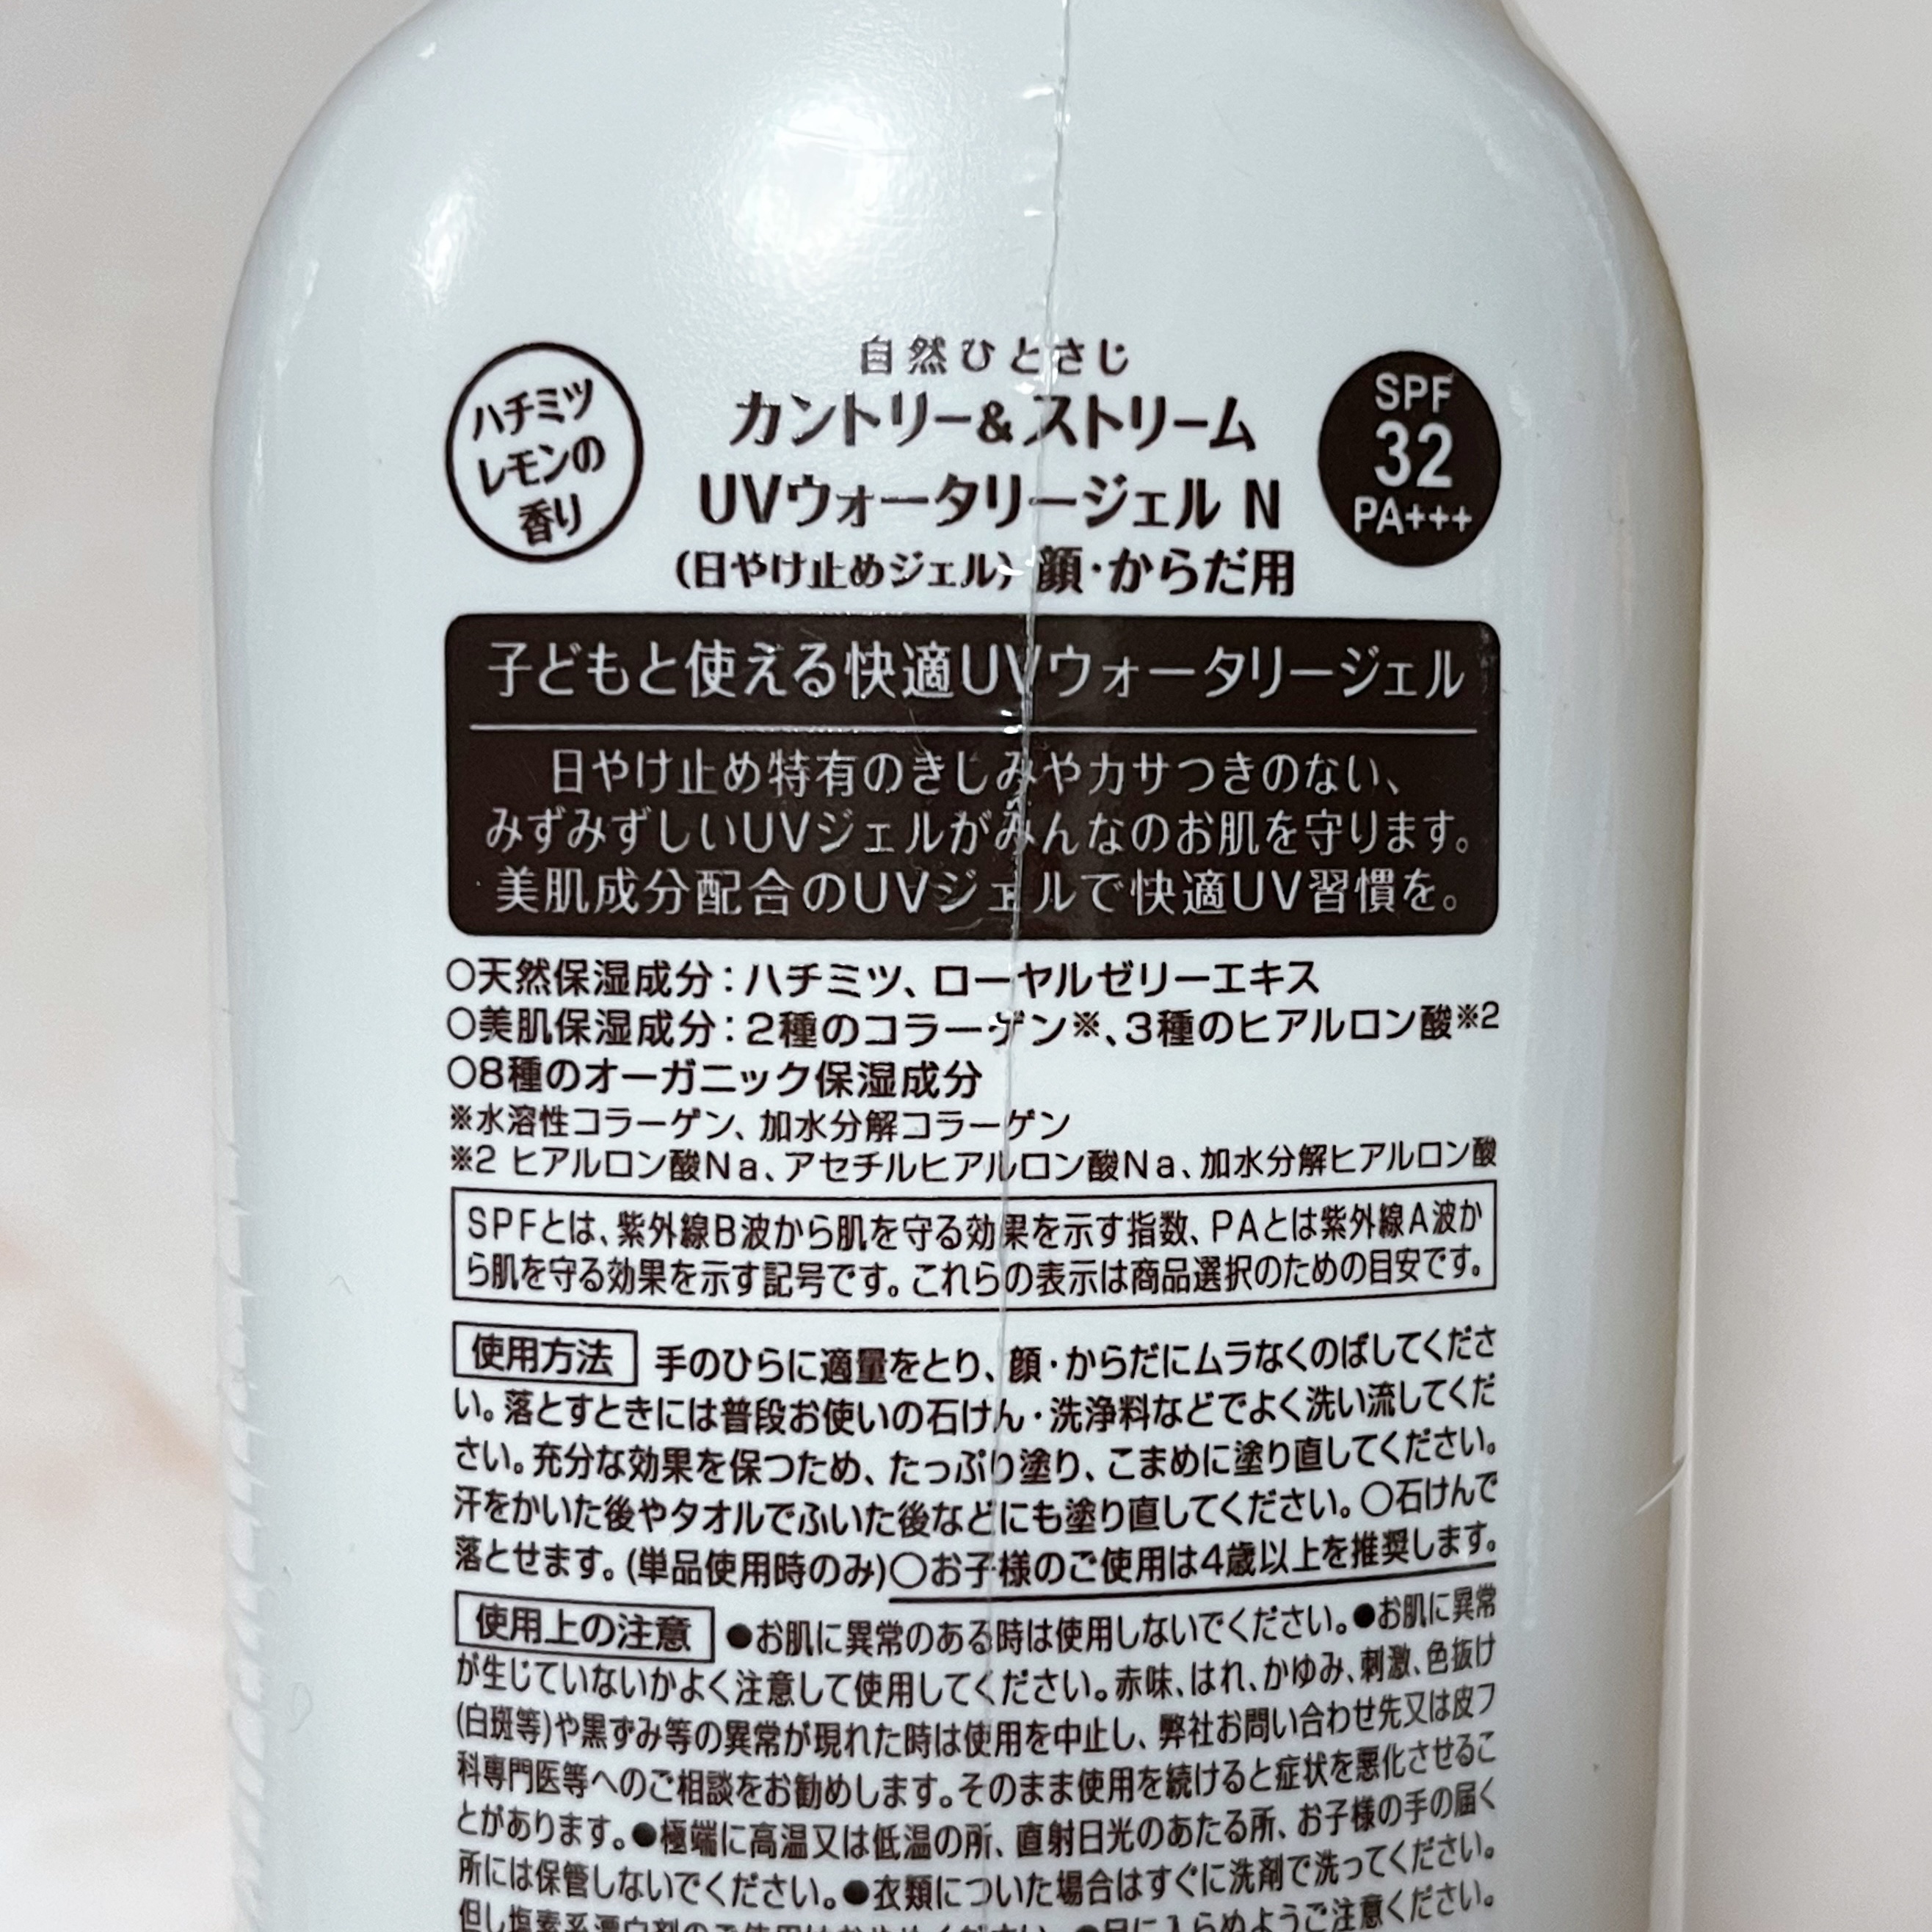 自然ひとさじ
カントリー&ストリーム
UVウォータリージェル N
(日やけ止めジェル) 顔・からだ用
ハチミツ
レモンの
香り
SPF
32
PA+++
子どもと使える快適UVウォータリージェル
日やけ止め特有のきしみやカサつきのない、
みずみずしいUVジェルがみんなのお肌を守ります。
美肌成分配合のUVジェルで快適UV習慣を。
○天然保湿成分：ハチミツ、ローヤルゼリーエキス
○美肌保湿成分：2種のコラーゲン※、3種のヒアルロン酸※2
○8種のオーガニック保湿成分
※水溶性コラーゲン、加水分解コラーゲン
※2 ヒアルロン酸Na、アセチルヒアルロン酸Na、加水分解ヒアルロン酸
SPFとは、紫外線B波から肌を守る効果を示す指数、PAとは紫外線A波か
ら肌を守る効果を示す記号です。これらの表示は商品選択のための目安です。
使用方法 手のひらに適量をとり、顔・からだにムラなくのばしてくださ
い。落とすときには普段お使いの石けん・洗浄料などでよく洗い流してくだ
さい。充分な効果を保つため、たっぷり塗り、こまめに塗り直してください。
汗をかいた後やタオルでふいた後などにも塗り直してください。○石けんで
落とせます。(単品使用時のみ)○お子様のご使用は4歳以上を推奨します。
使用上の注意 ●お肌に異常のある時は使用しないでください。●お肌に異常
が生じていないかよく注意して使用してください。赤味、はれ、かゆみ、刺激、色抜け
(白斑等)や黒ずみ等の異常が現れた時は使用を中止し、弊社お問い合わせ先又は皮フ
科専門医等へのご相談をお勧めします。そのまま使用を続けると症状を悪化させるこ
とがあります。●極端に高温又は低温の所、直射日光のあたる所、お子様の手の届く
所には保管しないでください。●衣類についた場合はすぐに洗剤で洗ってください。
但し塩素系漂白剤のご使用はおやめください。●目に入らぬようご注意ください。